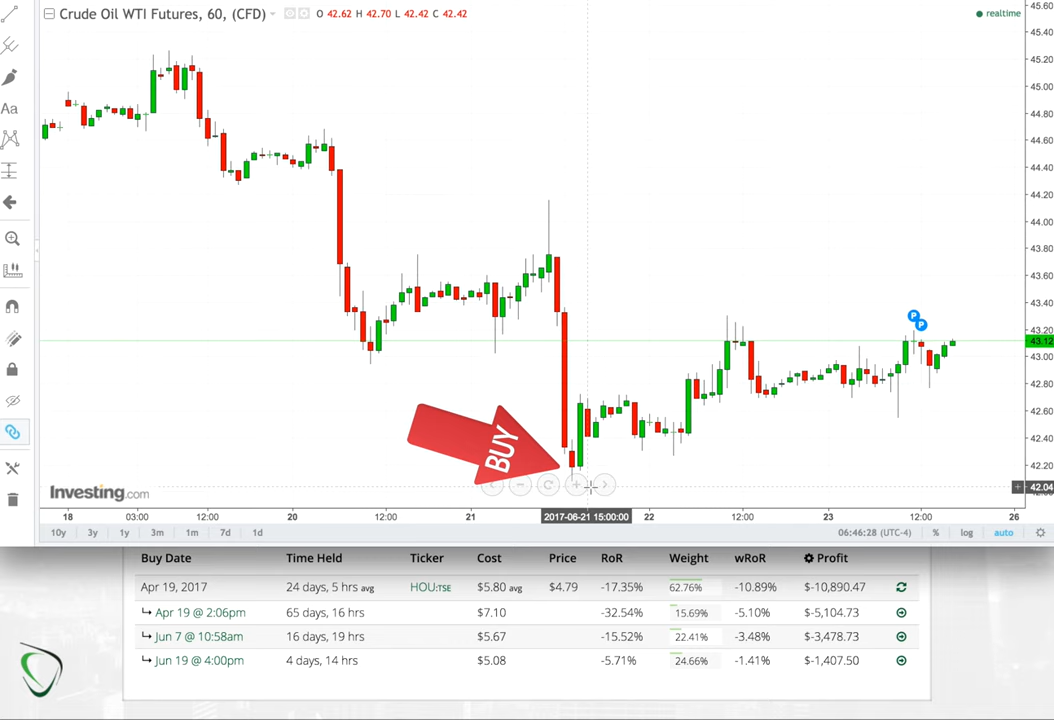 Crude Oil WTI Futures, 60, (CFD) O 42.62 H 42.70 L 42.42 C 42.42
realtime
45.60
45.40
45.20
45.00
44.80
44.60
44.40
44.20
44.00
43.80
43.60
43.40
43.20
43.12
43.00
42.80
42.60
42.40
42.20
42.04
Aa
P
P
BUY
Investing.com
18 03:00 12:00 20 12:00 21 2017-06-21 15:00:00 22 12:00 23 12:00 26
10y 3y 1y 3m 1m 7d 1d 06:46:28 (UTC-4) % log auto
Buy Date Time Held Ticker Cost Price RoR Weight wRoR Profit
Apr 19, 2017 24 days, 5 hrs avg HOU:TSE $5.80 avg $4.79 -17.35% 62.76% -10.89% $-10,890.47
Apr 19 @ 2:06pm 65 days, 16 hrs $7.10 -32.54% 15.69% -5.10% $-5,104.73
Jun 7 @ 10:58am 16 days, 19 hrs $5.67 -15.52% 22.41% -3.48% $-3,478.73
Jun 19 @ 4:00pm 4 days, 14 hrs $5.08 -5.71% 24.66% -1.41% $-1,407.50